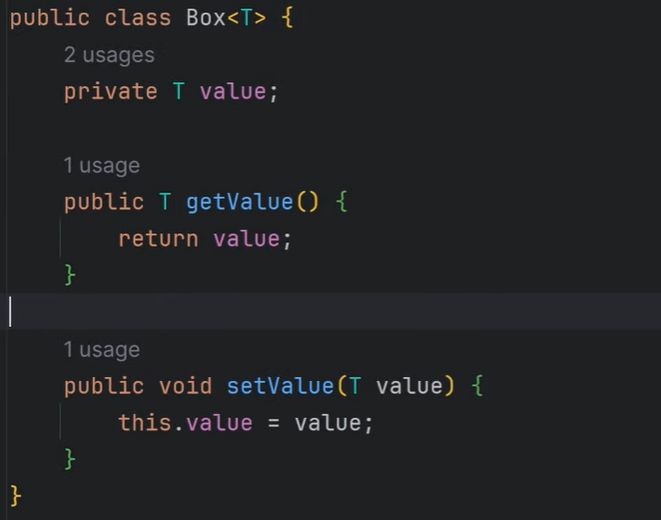 public class Box<T> {
2 usages
private T value;
1 usage
public T getValue() {
return value;
}
1 usage
public void setValue(T value) {
this.value = value;
}
}